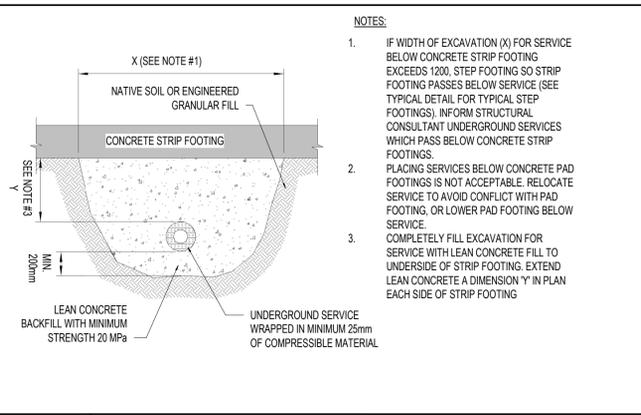 NOTES:
X (SEE NOTE #1)
NATIVE SOIL OR ENGINEERED
GRANULAR FILL
CONCRETE STRIP FOOTING
SEE NOTE #3
Y
MIN.
200mm
LEAN CONCRETE
BACKFILL WITH MINIMUM
STRENGTH 20 MPa
UNDERGROUND SERVICE
WRAPPED IN MINIMUM 25mm
OF COMPRESSIBLE MATERIAL
1. IF WIDTH OF EXCAVATION (X) FOR SERVICE
BELOW CONCRETE STRIP FOOTING
EXCEEDS 1200, STEP FOOTING SO STRIP
FOOTING PASSES BELOW SERVICE (SEE
TYPICAL DETAIL FOR TYPICAL STEP
FOOTINGS). INFORM STRUCTURAL
CONSULTANT UNDERGROUND SERVICES
WHICH PASS BELOW CONCRETE STRIP
FOOTINGS.
2. PLACING SERVICES BELOW CONCRETE PAD
FOOTINGS IS NOT ACCEPTABLE. RELOCATE
SERVICE TO AVOID CONFLICT WITH PAD
FOOTING, OR LOWER PAD FOOTING BELOW
SERVICE.
3. COMPLETELY FILL EXCAVATION FOR
SERVICE WITH LEAN CONCRETE FILL TO
UNDERSIDE OF STRIP FOOTING. EXTEND
LEAN CONCRETE A DIMENSION 'Y' IN PLAN
EACH SIDE OF STRIP FOOTING